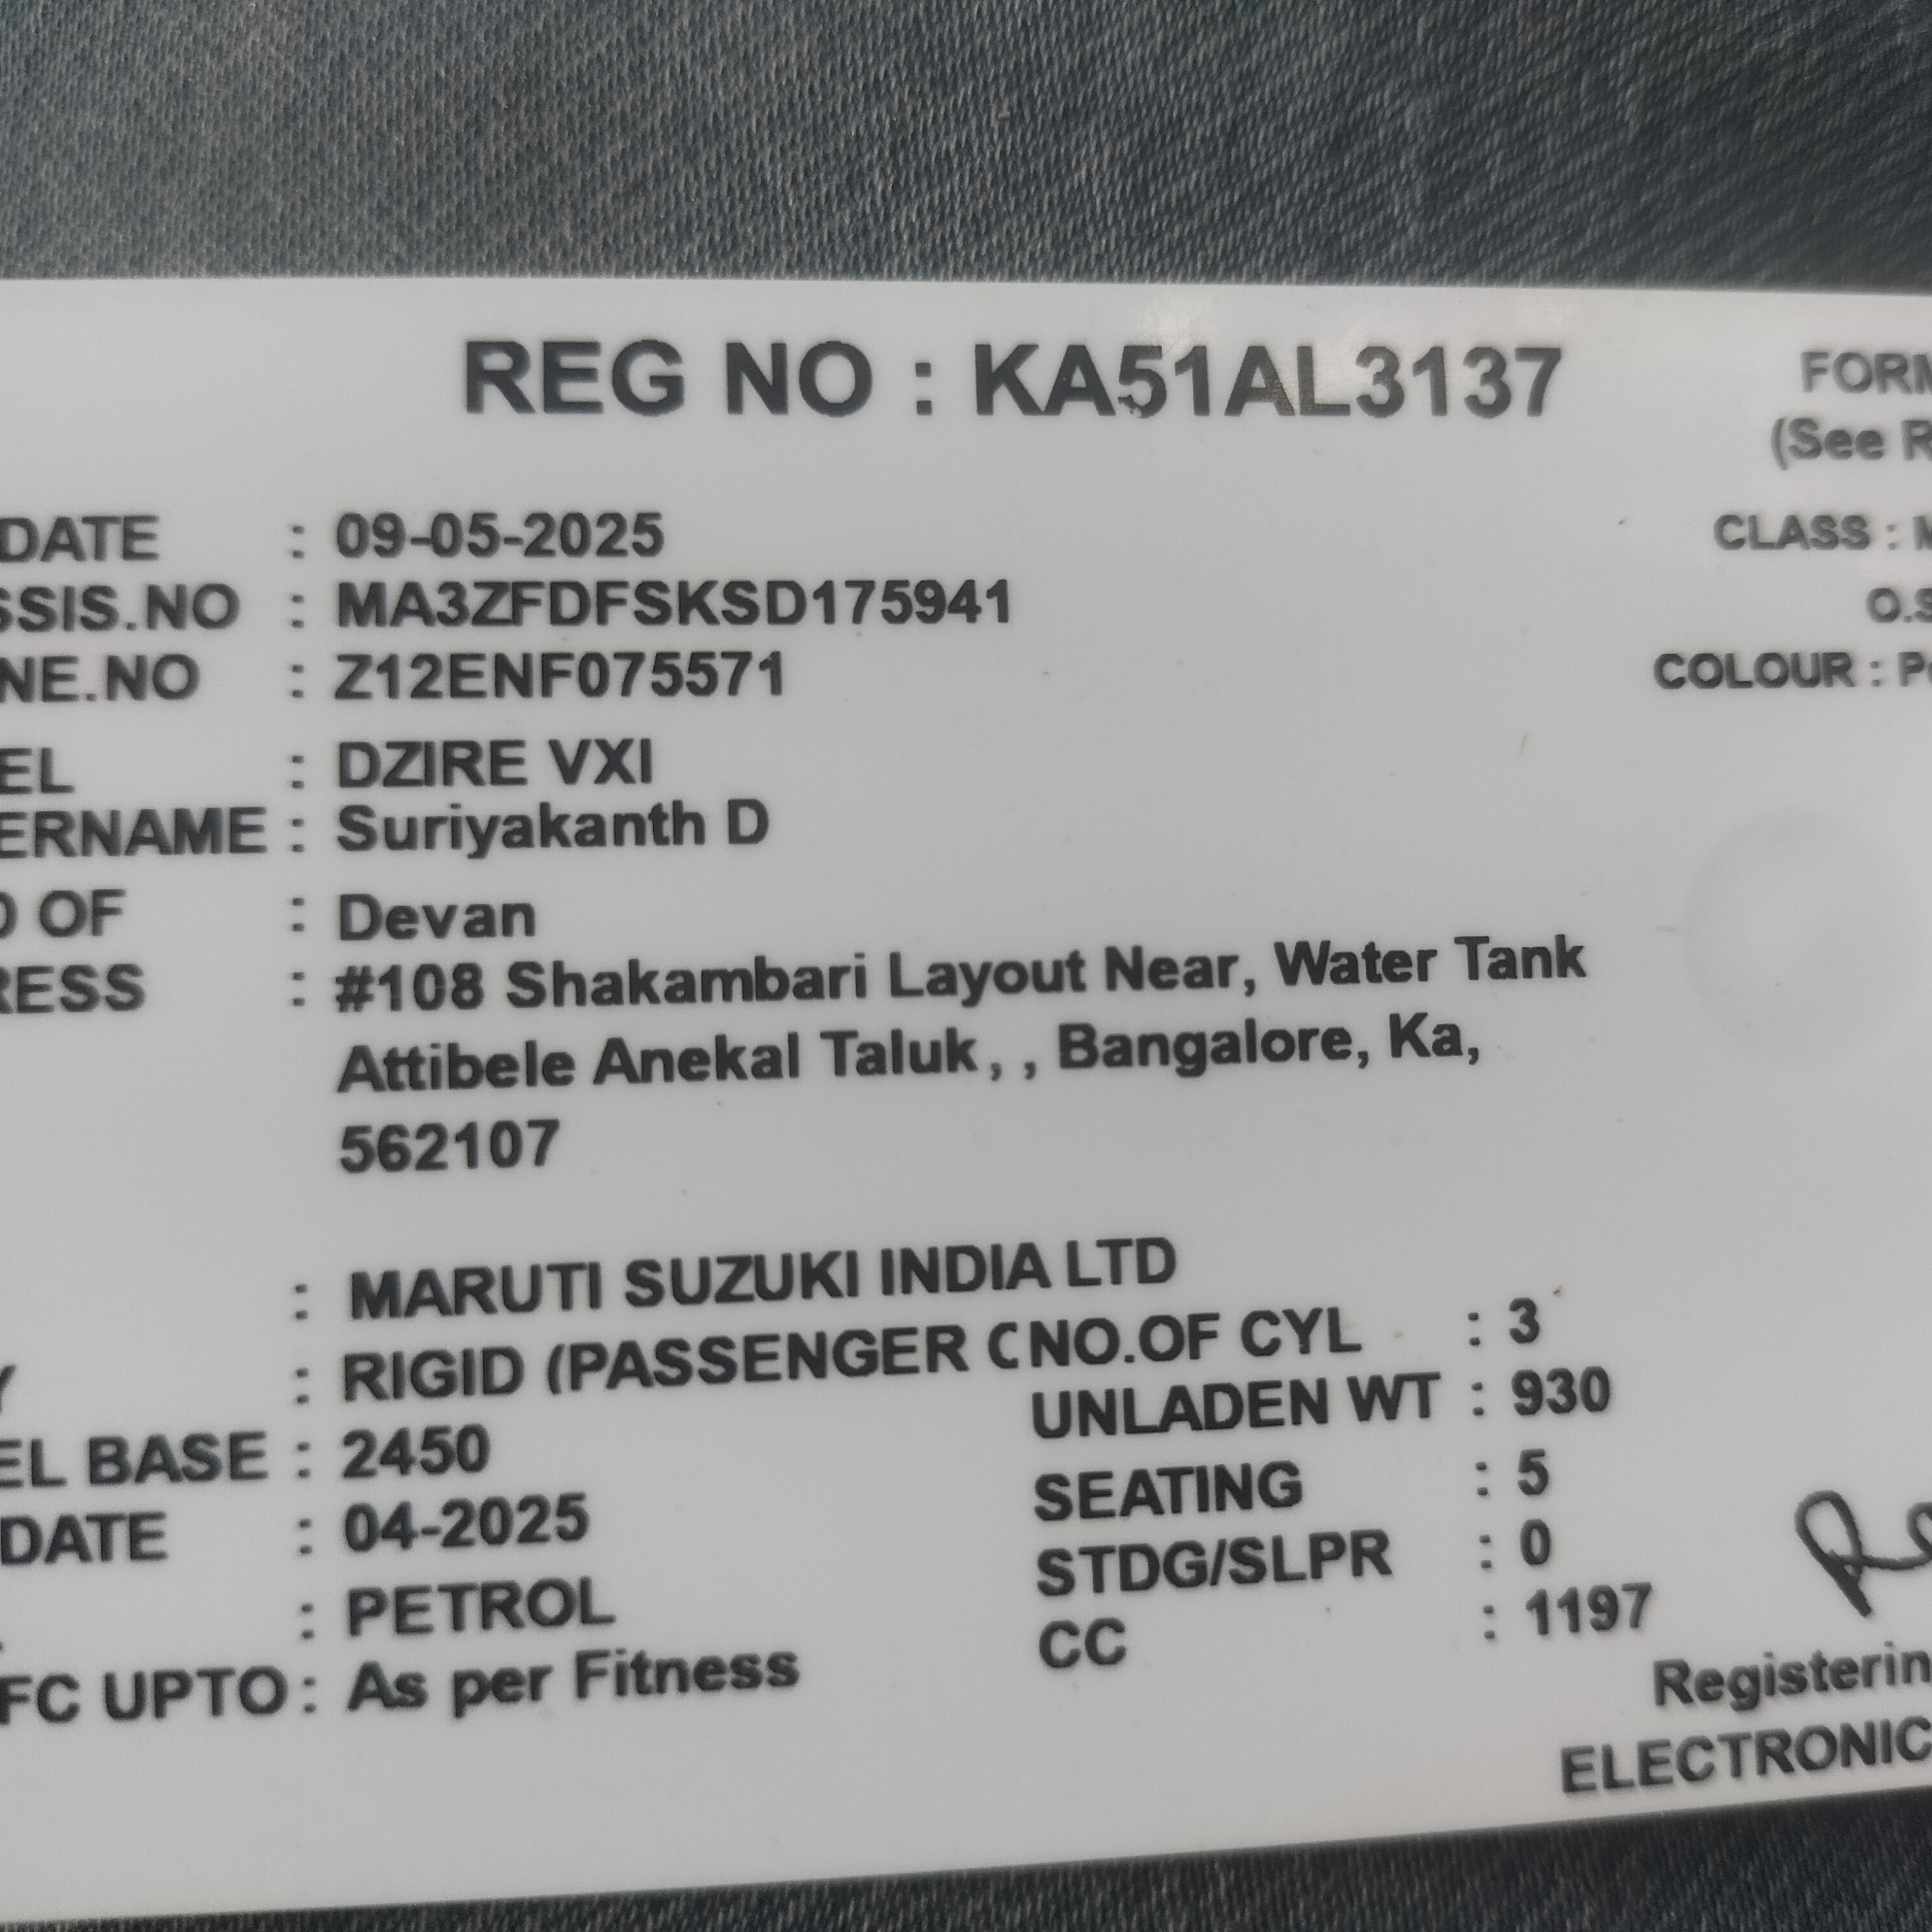 REG NO : KA51AL3137
FORM
(See R
DATE : 09-05-2025
CLASS : M
SSIS.NO : MA3ZFDFSKSD175941
O.S
NE.NO : Z12ENF075571
COLOUR : Pe
EL : DZIRE VXI
ERNAME : Suriyakanth D
D OF : Devan
RESS : #108 Shakambari Layout Near, Water Tank
Attibele Anekal Taluk, , Bangalore, Ka,
562107
: MARUTI SUZUKI INDIA LTD
Y : RIGID (PASSENGER C NO.OF CYL : 3
UNLADEN WT : 930
EL BASE : 2450
SEATING : 5
DATE : 04-2025
STDG/SLPR : 0
: PETROL
CC : 1197
FC UPTO : As per Fitness
Registerin
ELECTRONIC